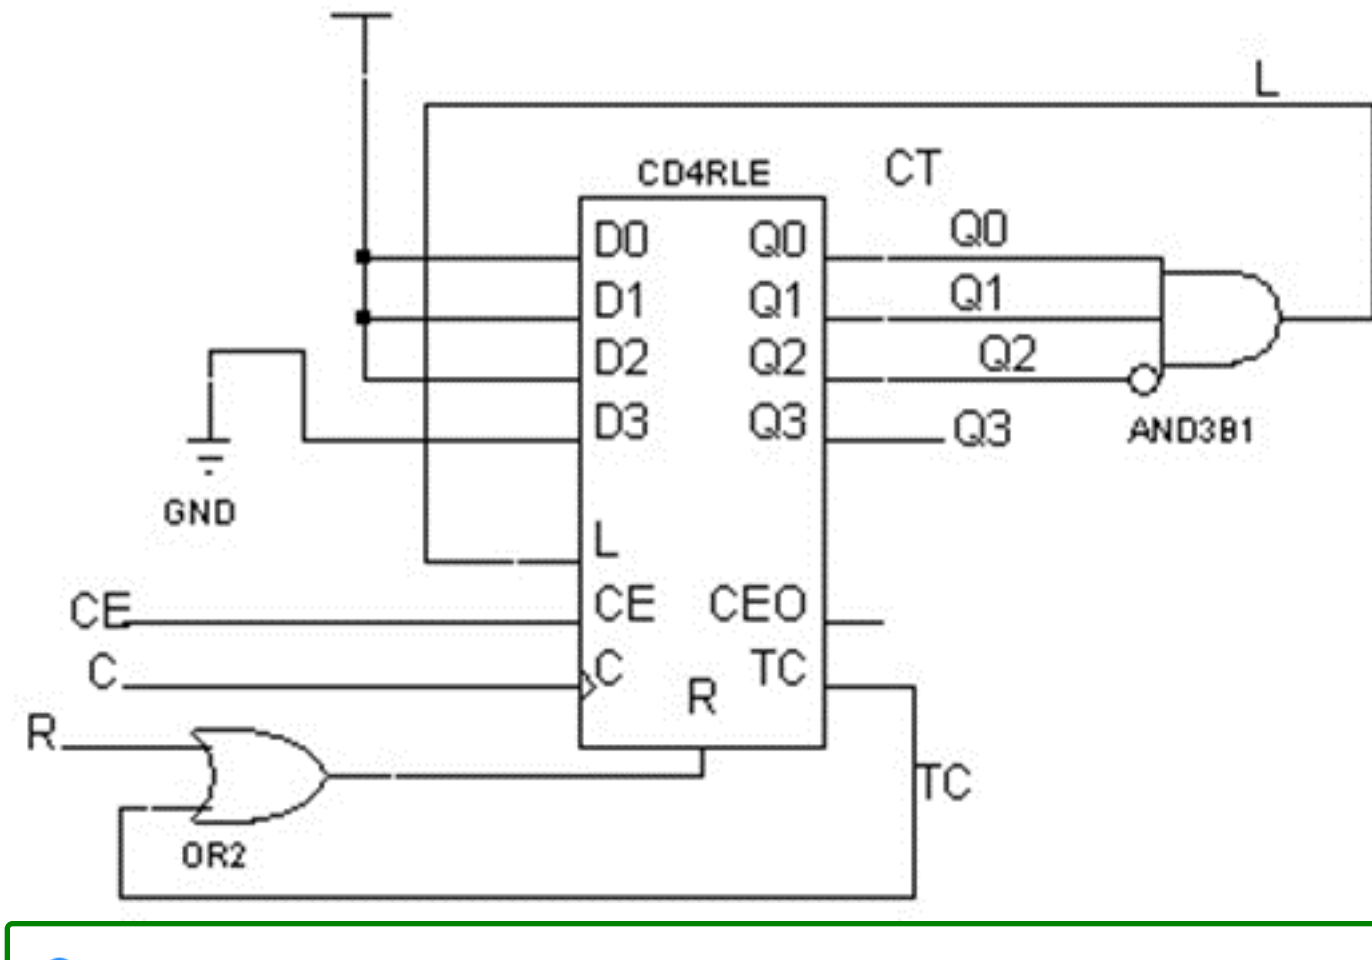 L
CD4RLE
CT
D0
Q0
Q0
D1
Q1
Q1
D2
Q2
Q2
D3
Q3
Q3
AND3B1
GND
L
CE
CE
CEO
C
C
TC
R
R
TC
OR2